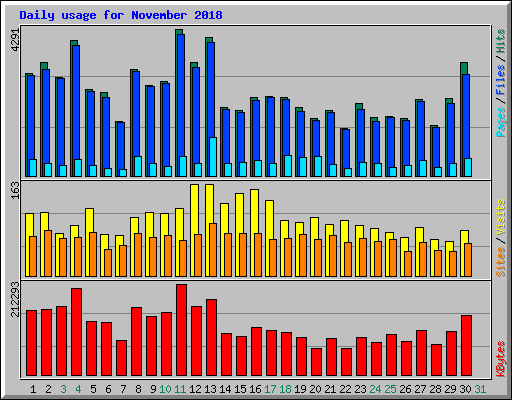 Daily usage for November 2018
4291
Pages / Files / Hits
163
Sites / Visits
212293
KBytes
1 2 3 4 5 6 7 8 9 10 11 12 13 14 15 16 17 18 19 20 21 22 23 24 25 26 27 28 29 30 31